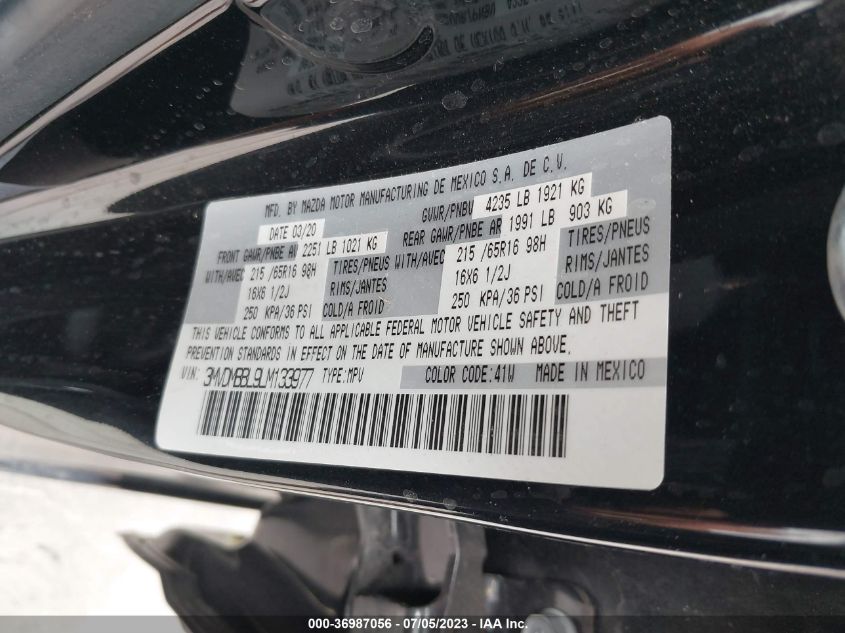 MFD. BY MAZDA MOTOR MANUFACTURING DE MEXICO S.A. DE C.V.
DATE 03/20 GVWR/PNBV 4235 LB 1921 KG
FRONT GAWR/PNBE AV 2251 LB 1021 KG REAR GAWR/PNBE AR 1991 LB 903 KG
WITH/AVEC 215 /65R16 98H TIRES/PNEUS WITH/AVEC 215 /65R16 98H TIRES/PNEUS
16X6 1/2J RIMS/JANTES 16X6 1/2J RIMS/JANTES
250 KPA/36 PSI COLD/A FROID 250 KPA/36 PSI COLD/A FROID
THIS VEHICLE CONFORMS TO ALL APPLICABLE FEDERAL MOTOR VEHICLE SAFETY AND THEFT
PREVENTION STANDARDS IN EFFECT ON THE DATE OF MANUFACTURE SHOWN ABOVE.
VIN: 3MVDMBBL9LM133977 TYPE:MPV COLOR CODE:41W MADE IN MEXICO
000-36987056 - 07/05/2023 - IAA Inc.